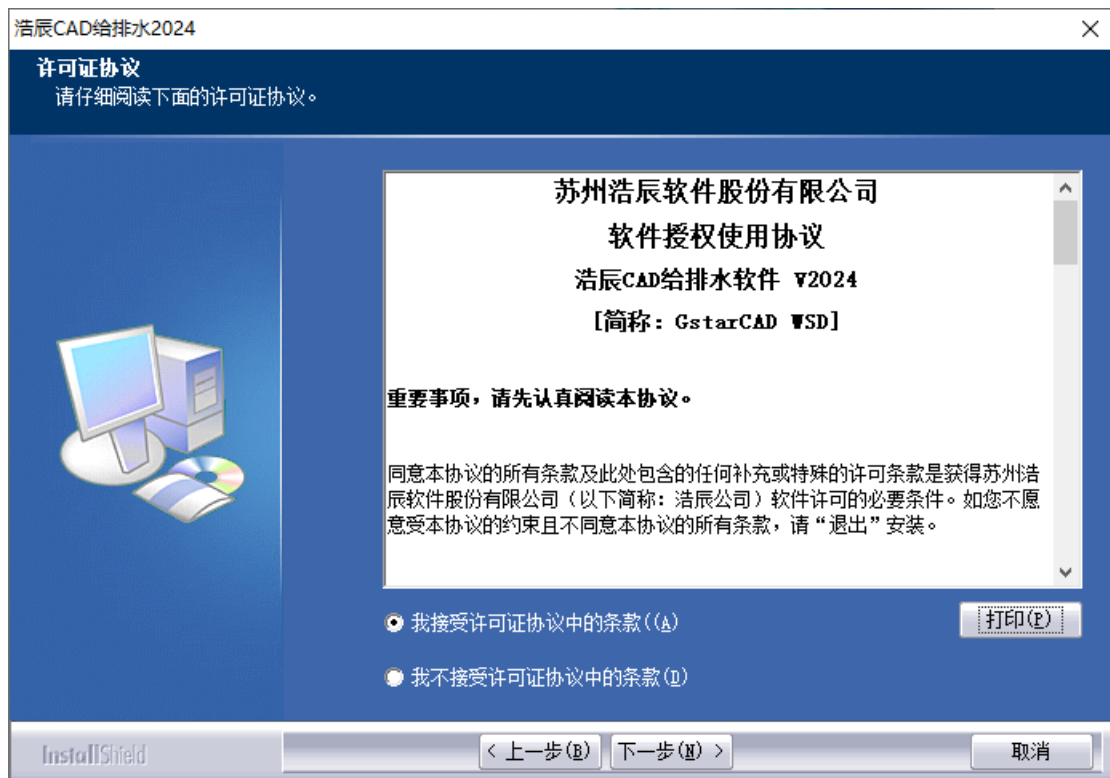 浩辰CAD给排水2024
许可证协议
请仔细阅读下面的许可证协议。
苏州浩辰软件股份有限公司
软件授权使用协议
浩辰CAD给排水软件 V2024
[简称: GstarCAD WSD]
重要事项，请先认真阅读本协议。
同意本协议的所有条款及此处包含的任何补充或特殊的许可条款是获得苏州浩
辰软件股份有限公司（以下简称: 浩辰公司）软件许可的必要条件。如您不愿
意受本协议的约束且不同意本协议的所有条款，请“退出”安装。
我接受许可证协议中的条款((A)
打印(P)
我不接受许可证协议中的条款(D)
InstallShield
< 上一步(B)
下一步(N) >
取消